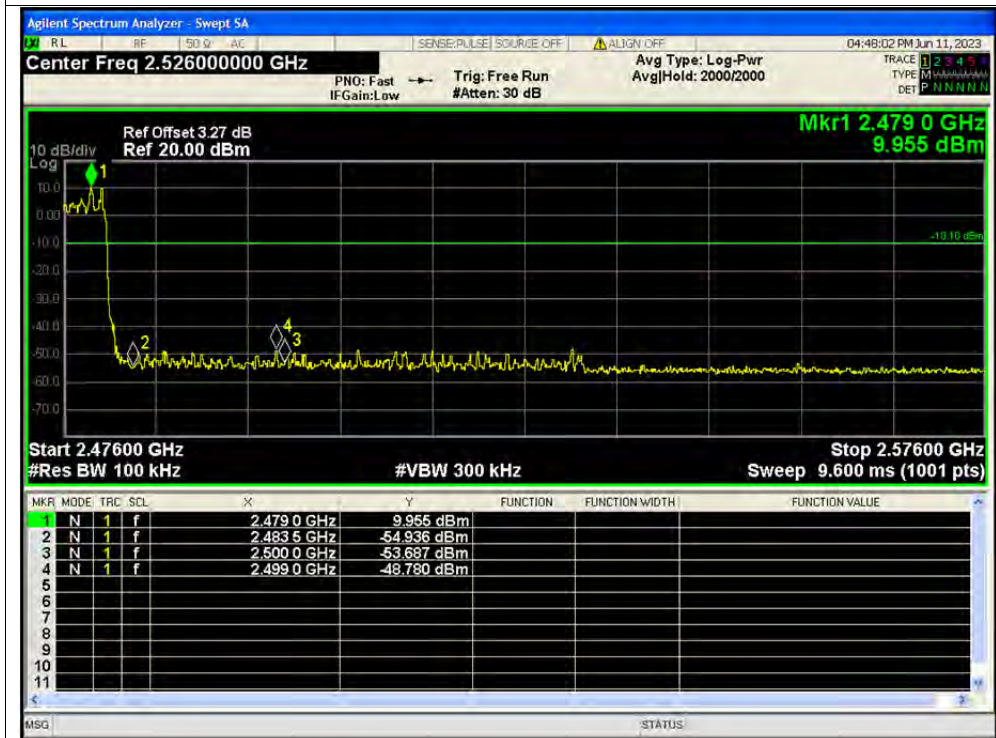 Agilent Spectrum Analyzer - Swept SA
RL RF 50 Ω AC SENSE:PULSE SOURCE OFF ALIGN OFF 04:48:02 PM Jun 11, 2023
Center Freq 2.526000000 GHz
PNO: Fast Trig: Free Run Avg Type: Log-Pwr TRACE 1 2 3 4 5 6
IFGain:Low #Atten: 30 dB Avg|Hold: 2000/2000 TYPE M
DET P N N N N N
Mkr1 2.479 0 GHz
9.955 dBm
Ref Offset 3.27 dB
10 dB/div Ref 20.00 dBm
Log
1
10.0
0.00
-10.0
-10.10 dBm
-20.0
-30.0
-40.0
4
2 3
-50.0
-60.0
-70.0
Start 2.47600 GHz Stop 2.57600 GHz
#Res BW 100 kHz #VBW 300 kHz Sweep 9.600 ms (1001 pts)
MKR MODE TRC SCL X Y FUNCTION FUNCTION WIDTH FUNCTION VALUE
1 N 1 f 2.479 0 GHz 9.955 dBm
2 N 1 f 2.483 5 GHz -54.936 dBm
3 N 1 f 2.500 0 GHz -53.687 dBm
4 N 1 f 2.499 0 GHz -48.780 dBm
5
6
7
8
9
10
11
MSG STATUS